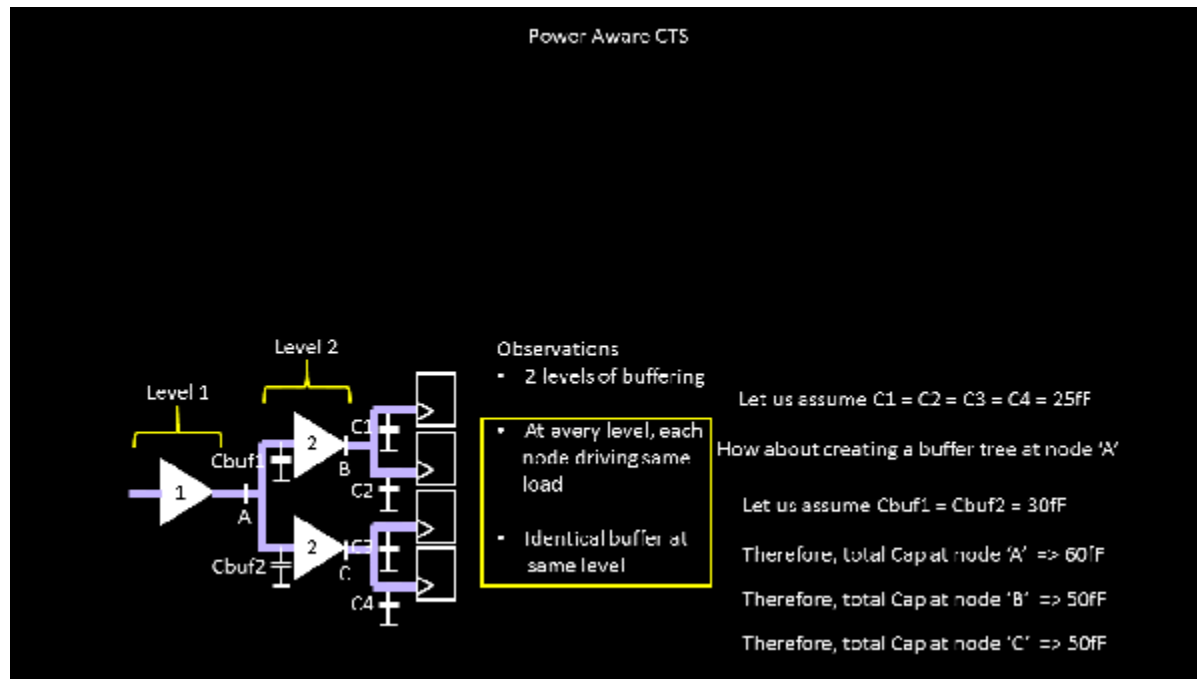 Power Aware CTS
Level 2
Level 1
Observations
• 2 levels of buffering
• At avery level, each
node driving same
load
• Identical buffer at
same level
Let us assume C1 = C2 = C3 = C4 = 25fF
How about creating a buffer tree at node 'A'
Let us assume Cbuf1 = Cbuf2 = 30fF
Therefore, total Cap at node 'A' => 60fF
Therefore, total Cap at node 'B' => 50fF
Therefore, total Cap at node 'C' => 50fF
C1
Cbuf1
2
B
C2
1
A
2
C3
Cbuf2
C
C4